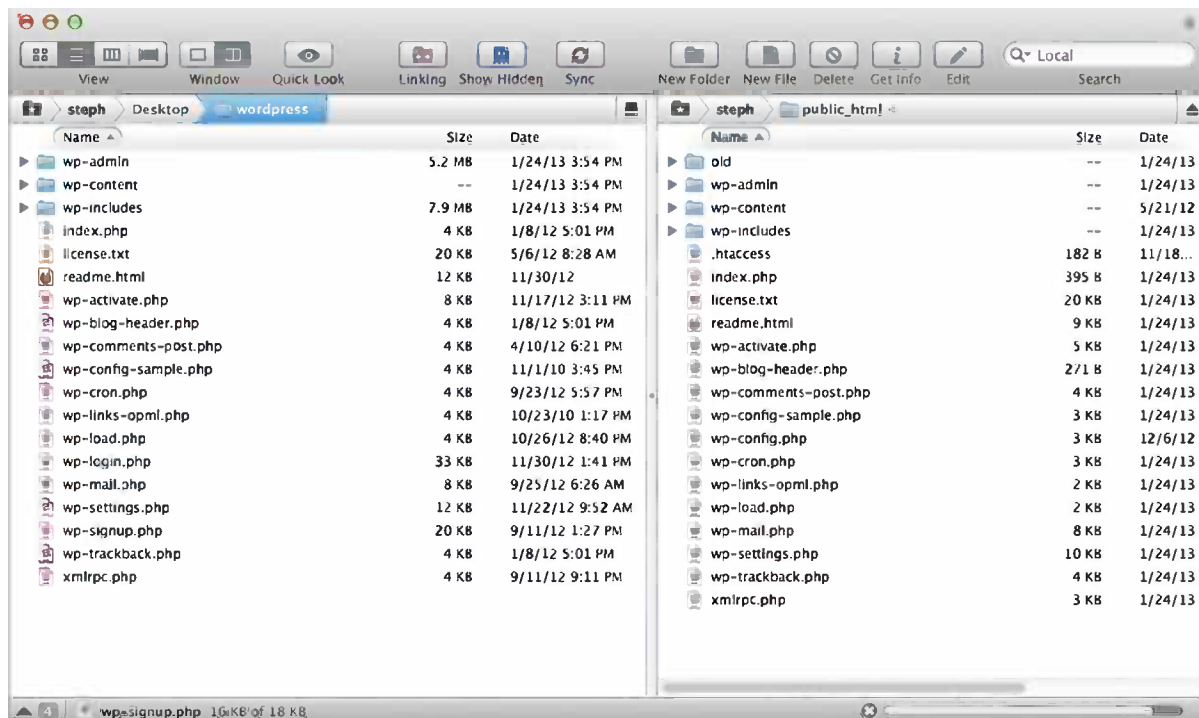 View Window Quick Look Linking Show Hidden Sync New Folder New File Delete Get Info Edit Local Search
steph Desktop wordpress
Name Size Date
wp-admin 5.2 MB 1/24/13 3:54 PM
wp-content -- 1/24/13 3:54 PM
wp-includes 7.9 MB 1/24/13 3:54 PM
index.php 4 KB 1/8/12 5:01 PM
license.txt 20 KB 5/6/12 8:28 AM
readme.html 12 KB 11/30/12
wp-activate.php 8 KB 11/17/12 3:11 PM
wp-blog-header.php 4 KB 1/8/12 5:01 PM
wp-comments-post.php 4 KB 4/10/12 6:21 PM
wp-config-sample.php 4 KB 11/1/10 3:45 PM
wp-cron.php 4 KB 9/23/12 5:57 PM
wp-links-opml.php 4 KB 10/23/10 1:17 PM
wp-load.php 4 KB 10/26/12 8:40 PM
wp-login.php 33 KB 11/30/12 1:41 PM
wp-mail.php 8 KB 9/25/12 6:26 AM
wp-settings.php 12 KB 11/22/12 9:52 AM
wp-signup.php 20 KB 9/11/12 1:27 PM
wp-trackback.php 4 KB 1/8/12 5:01 PM
xmlrpc.php 4 KB 9/11/12 9:11 PM
steph public_html
Name Size Date
old -- 1/24/13
wp-admin -- 1/24/13
wp-content -- 5/21/12
wp-includes -- 1/24/13
.htaccess 182 B 11/18...
index.php 395 B 1/24/13
license.txt 20 KB 1/24/13
readme.html 9 KB 1/24/13
wp-activate.php 5 KB 1/24/13
wp-blog-header.php 271 B 1/24/13
wp-comments-post.php 4 KB 1/24/13
wp-config-sample.php 3 KB 1/24/13
wp-config.php 3 KB 12/6/12
wp-cron.php 3 KB 1/24/13
wp-links-opml.php 2 KB 1/24/13
wp-load.php 2 KB 1/24/13
wp-mail.php 8 KB 1/24/13
wp-settings.php 10 KB 1/24/13
wp-trackback.php 4 KB 1/24/13
xmlrpc.php 3 KB 1/24/13
4 wp-signup.php 16 KB of 18 KB